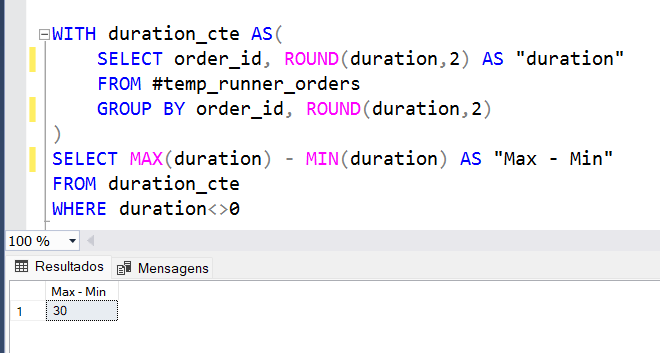 WITH duration_cte AS(
SELECT order_id, ROUND(duration,2) AS "duration"
FROM #temp_runner_orders
GROUP BY order_id, ROUND(duration,2)
)
SELECT MAX(duration) - MIN(duration) AS "Max - Min"
FROM duration_cte
WHERE duration<>0
100 %
Resultados Mensagens
Max - Min
1 30